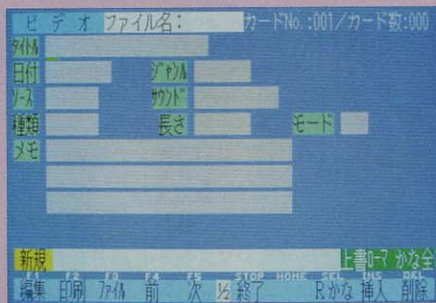 ビデオ ファイル名: カードNo.:001/カード数:000
タイトル
日付 ジャンル
ソース サウンド
種類 長さ モード
メモ
新規 上書ローマ かな全
F1 F2 F3 F4 F5 STOP HOME SEL INS DEL
編集 印刷 ファイル 前 次 1/2 終了 Rかな 挿入 削除